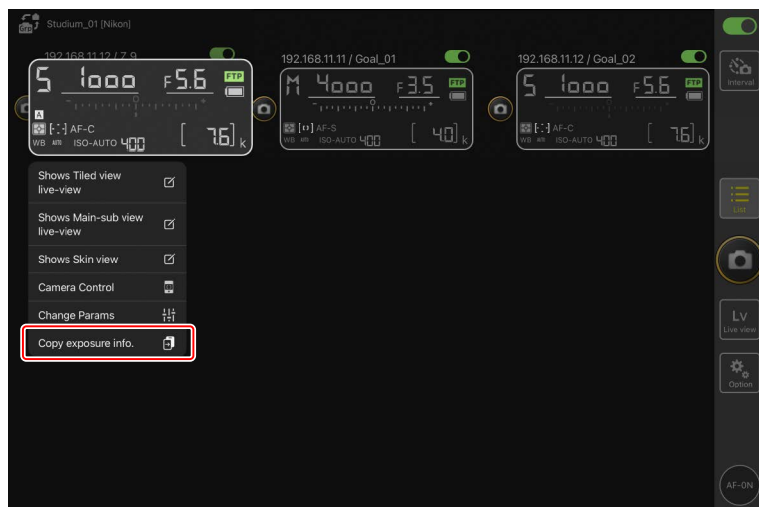 Grp Studium_01 [Nikon]
192.168.11.12 / Z 9
S 1000 F5.6 FTP
A
AF-C
WB AUTO ISO-AUTO 400 [ 7.6] k
192.168.11.11 / Goal_01
M 4000 F3.5 FTP
AF-S
WB AUTO ISO-AUTO 400 [ 4.0] k
192.168.11.12 / Goal_02
S 1000 F5.6 FTP
AF-C
WB AUTO ISO-AUTO 400 [ 7.6] k
Shows Tiled view
live-view
Shows Main-sub view
live-view
Shows Skin view
Camera Control
Change Params
Copy exposure info.
Interval
List
LV
Live view
Option
AF-ON